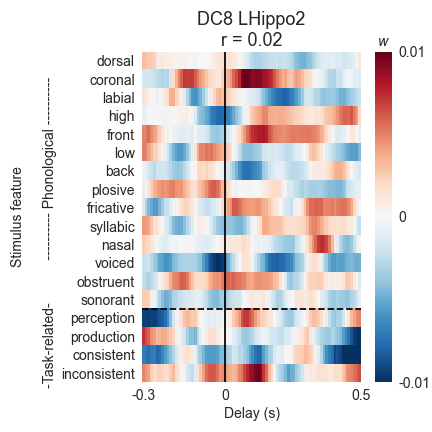 DC8 LHippo2
r = 0.02
w
0.01
0
-0.01
Stimulus feature
------- Phonological ----------
-Task-related-
dorsal
coronal
labial
high
front
low
back
plosive
fricative
syllabic
nasal
voiced
obstruent
sonorant
perception
production
consistent
inconsistent
-0.3 0 0.5
Delay (s)